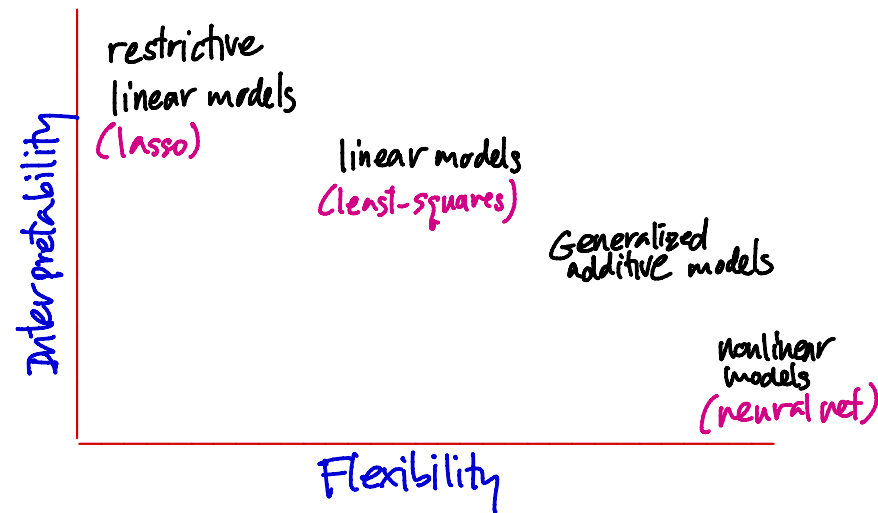 restrictive
linear models
(lasso)
linear models
(least-squares)
Generalized
additive models
nonlinear
models
(neural net)
Interpretability
Flexibility